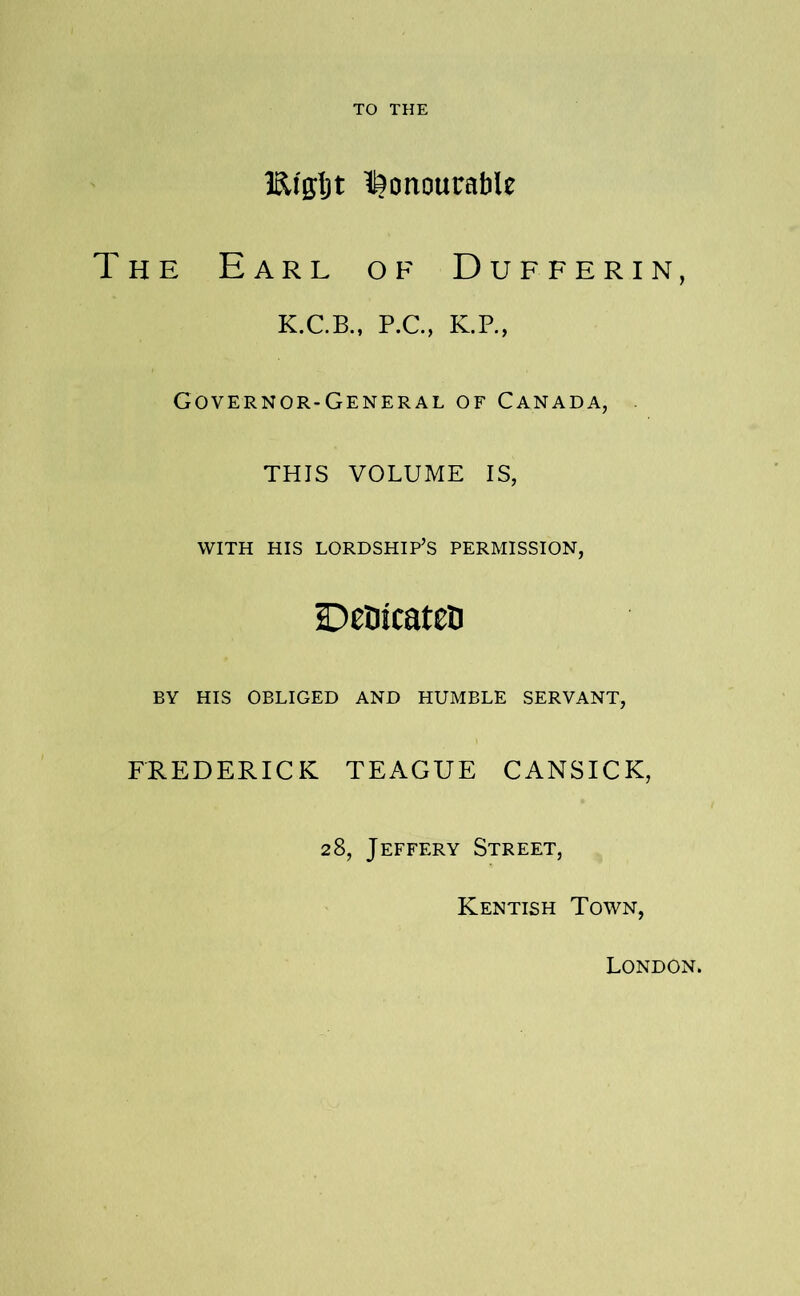 TO THE
Right Honourable
The Earl of Dufferin,
K.C.B., P.C., K.P.,
Governor-General of Canada,
THIS VOLUME IS,
WITH HIS LORDSHIP'S PERMISSION,
Dedicated
BY HIS OBLIGED AND HUMBLE SERVANT,
FREDERICK TEAGUE CANSICK,
28, Jeffery Street,
Kentish Town,
London.